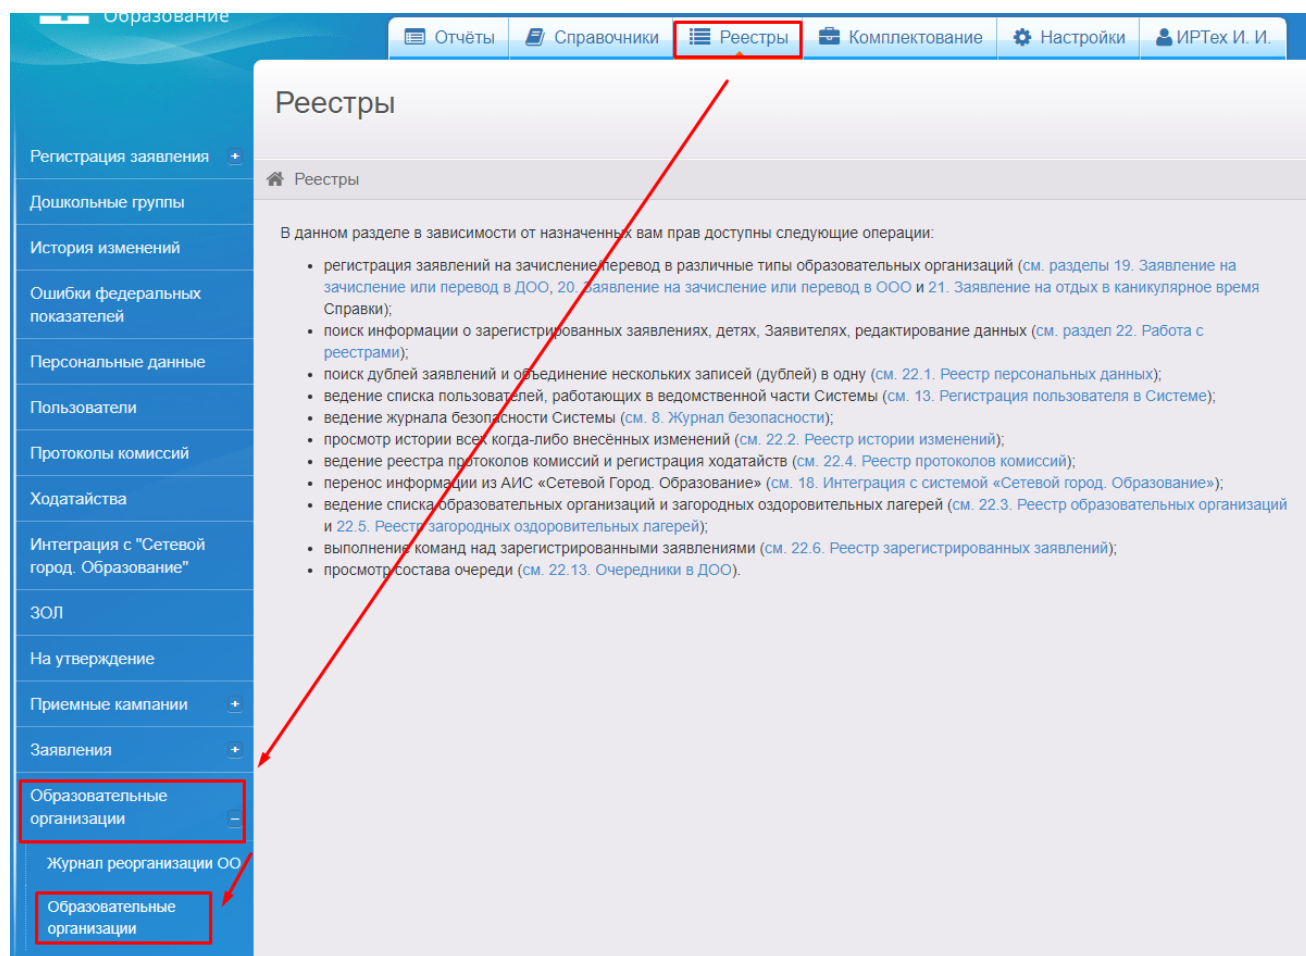 Образование
Отчёты Справочники Реестры Комплектование Настройки ИРТех И. И.
Реестры
Реестры
Регистрация заявления
Дошкольные группы
История изменений
Ошибки федеральных
показателей
Персональные данные
Пользователи
Протоколы комиссий
Ходатайства
Интеграция с "Сетевой
город. Образование"
ЗОЛ
На утверждение
Приемные кампании
Заявления
Образовательные
организации
Журнал реорганизации ОО
Образовательные
организации
В данном разделе в зависимости от назначенных вам прав доступны следующие операции:
• регистрация заявлений на зачисление/перевод в различные типы образовательных организаций (см. разделы 19. Заявление на
зачисление или перевод в ДОО, 20. Заявление на зачисление или перевод в ООО и 21. Заявление на отдых в каникулярное время
Справки);
• поиск информации о зарегистрированных заявлениях, детях, Заявителях, редактирование данных (см. раздел 22. Работа с
реестрами);
• поиск дублей заявлений и объединение нескольких записей (дублей) в одну (см. 22.1. Реестр персональных данных);
• ведение списка пользователей, работающих в ведомственной части Системы (см. 13. Регистрация пользователя в Системе);
• ведение журнала безопасности Системы (см. 8. Журнал безопасности);
• просмотр истории всех когда-либо внесённых изменений (см. 22.2. Реестр истории изменений);
• ведение реестра протоколов комиссий и регистрация ходатайств (см. 22.4. Реестр протоколов комиссий);
• перенос информации из АИС «Сетевой Город. Образование» (см. 18. Интеграция с системой «Сетевой город. Образование»);
• ведение списка образовательных организаций и загородных оздоровительных лагерей (см. 22.3. Реестр образовательных организаций
и 22.5. Реестр загородных оздоровительных лагерей);
• выполнение команд над зарегистрированными заявлениями (см. 22.6. Реестр зарегистрированных заявлений);
• просмотр состава очереди (см. 22.13. Очередники в ДОО).